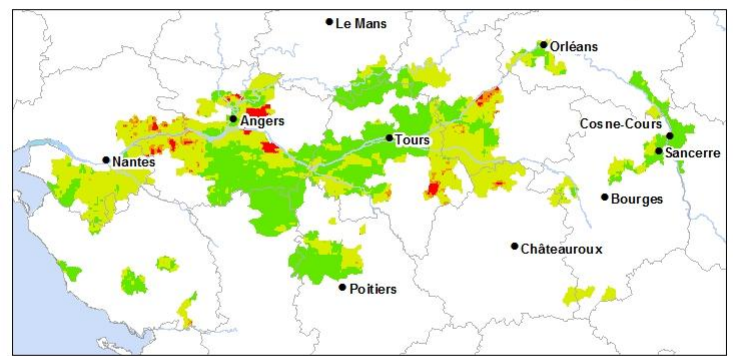 Le Mans
Orléans
Angers
Cosne-Cours
Tours
Sancerre
Nantes
Bourges
Châteauroux
Poitiers